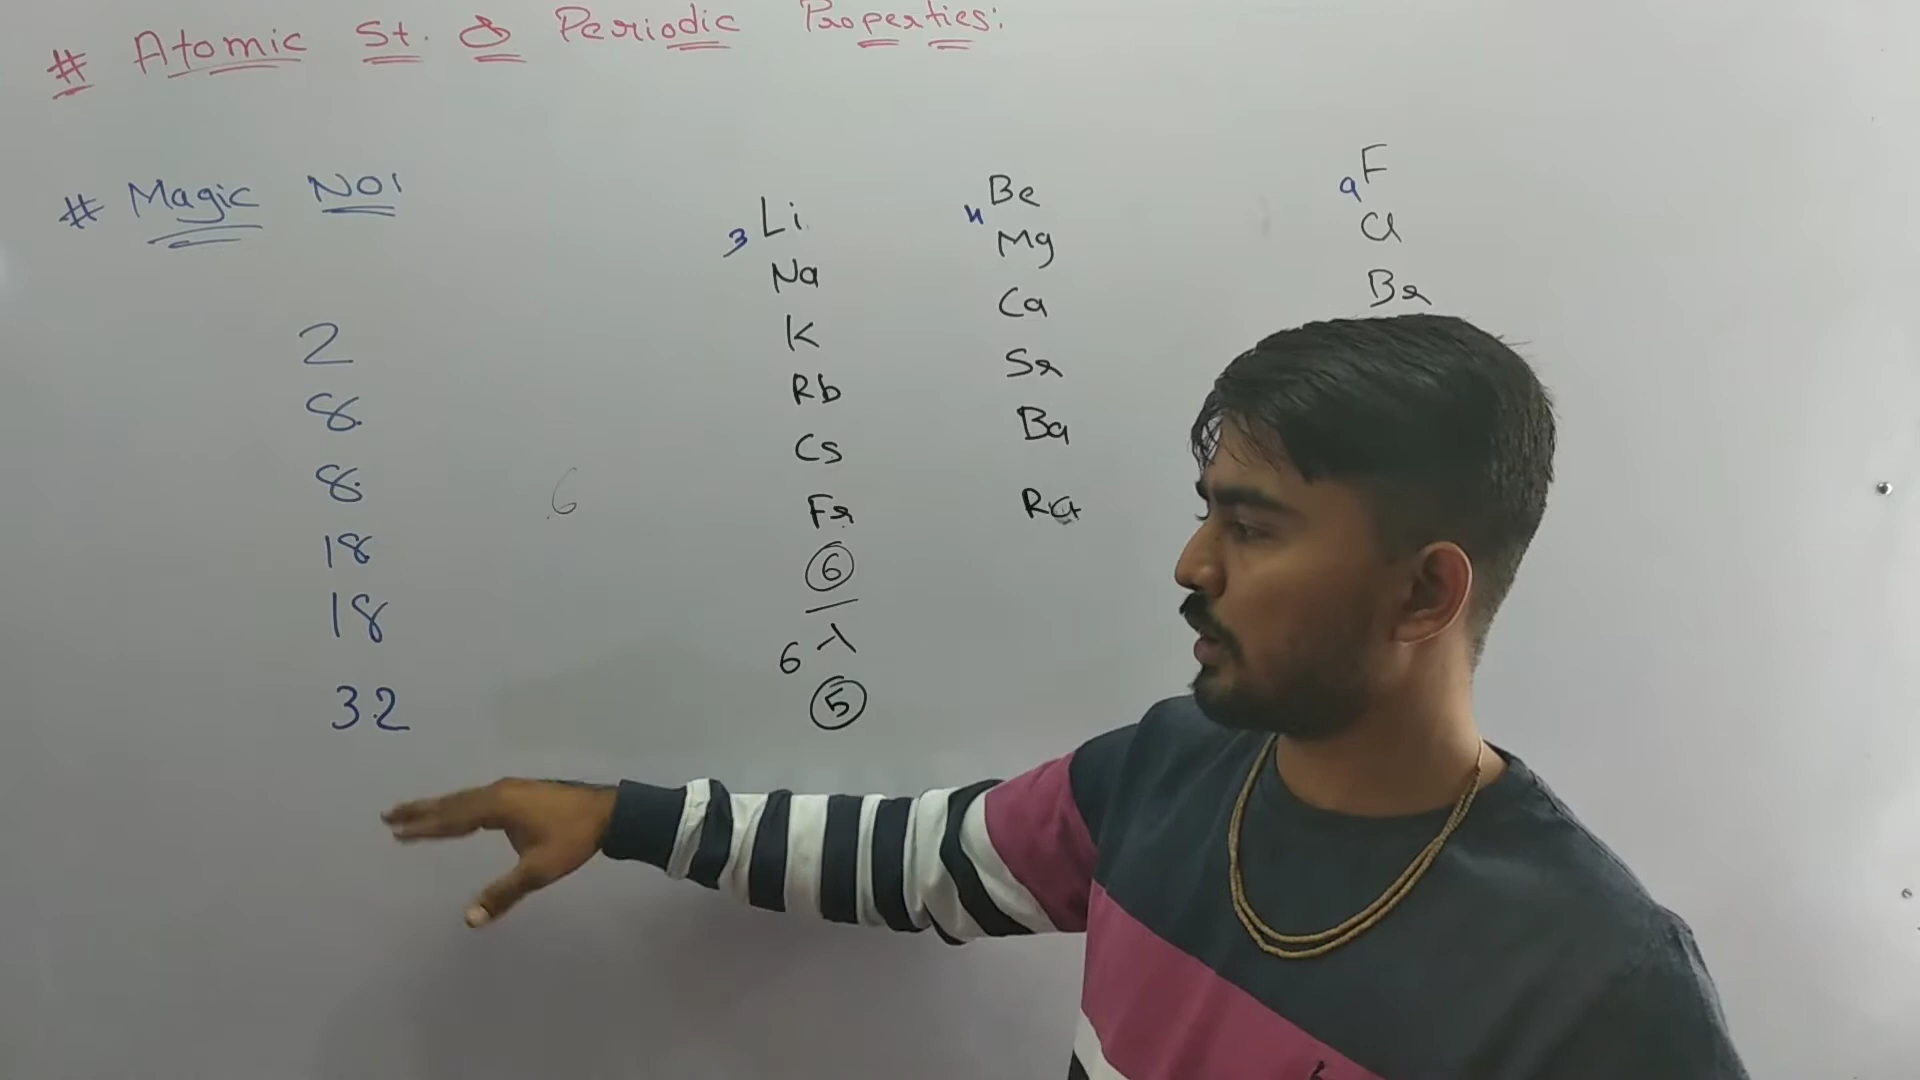 # Atomic St. & Periodic Properties:
# Magic No!
2
8
8
18
18
32
6
3 Li
Na
K
Rb
Cs
Fr
6
6
5
4 Be
Mg
Ca
Sr
Ba
Ra
9 F
Cl
Br